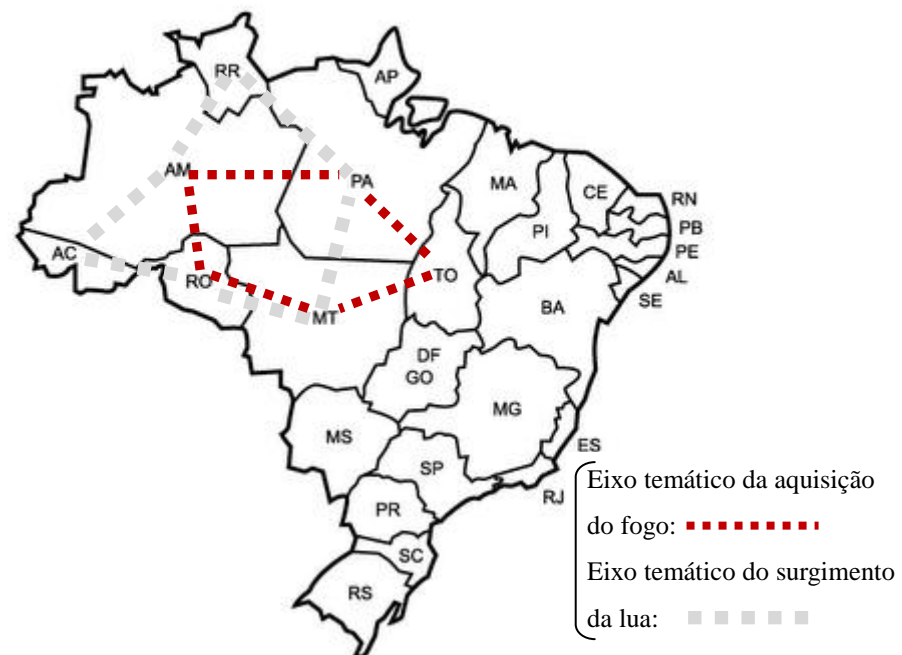 RR
AP
AM
PA
MA
CE
RN
PI
PB
PE
AC
RO
TO
AL
SE
BA
MT
DF
GO
MG
MS
ES
SP
RJ
PR
SC
RS
Eixo temático da aquisição
do fogo:
Eixo temático do surgimento
da lua: